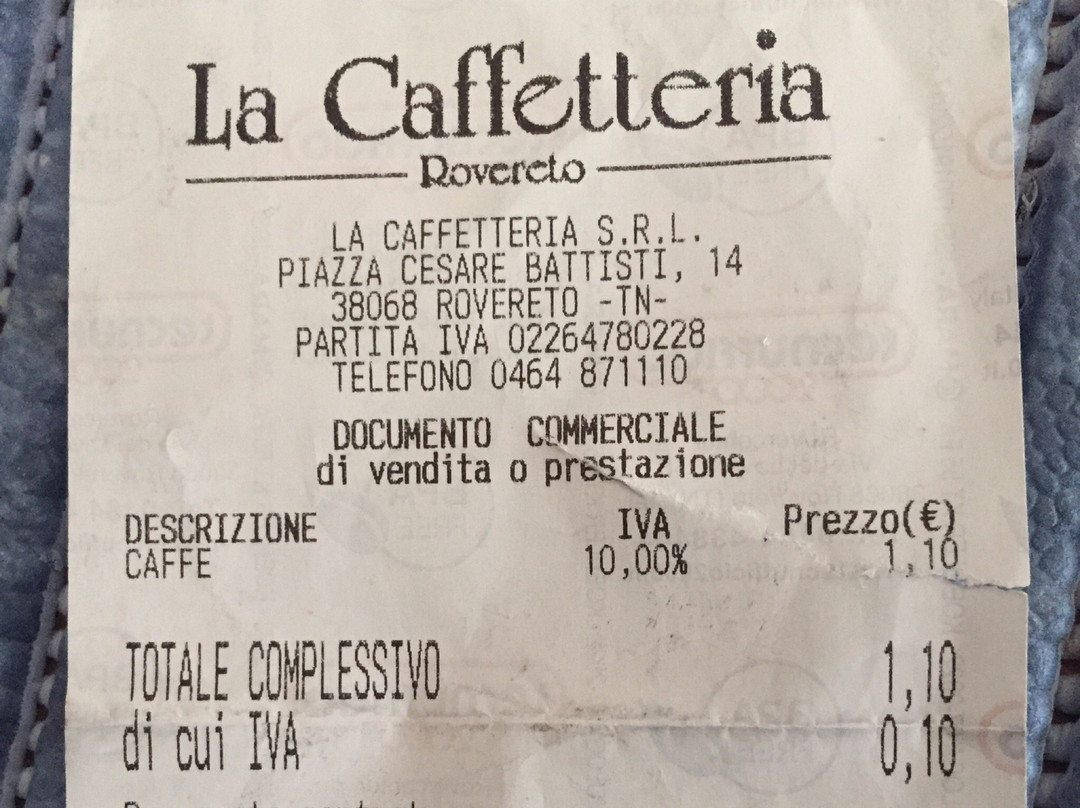 La Caffetteria
Rovereto
LA CAFFETTERIA S.R.L.
PIAZZA CESARE BATTISTI, 14
38068 ROVERETO -TN-
PARTITA IVA 02264780228
TELEFONO 0464 871110
DOCUMENTO COMMERCIALE
di vendita o prestazione
DESCRIZIONE IVA Prezzo(€)
CAFFE 10,00% 1,10
TOTALE COMPLESSIVO 1,10
di cui IVA 0,10